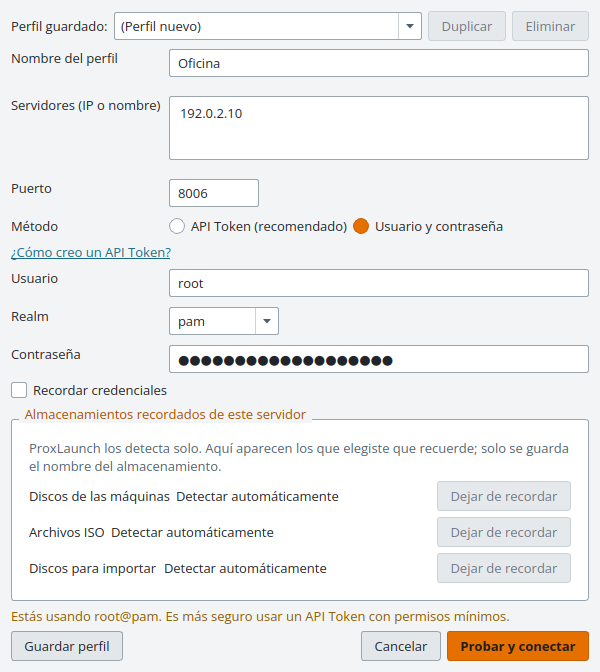 Perfil guardado: (Perfil nuevo) Duplicar Eliminar
Nombre del perfil Oficina
Servidores (IP o nombre) 192.0.2.10
Puerto 8006
Método API Token (recomendado) Usuario y contraseña
¿Cómo creo un API Token?
Usuario root
Realm pam
Contraseña ●●●●●●●●●●●●●●●●●●●
Recordar credenciales
Almacenamientos recordados de este servidor
ProxLaunch los detecta solo. Aquí aparecen los que elegiste que recuerde; solo se guarda
el nombre del almacenamiento.
Discos de las máquinas Detectar automáticamente Dejar de recordar
Archivos ISO Detectar automáticamente Dejar de recordar
Discos para importar Detectar automáticamente Dejar de recordar
Estás usando root@pam. Es más seguro usar un API Token con permisos mínimos.
Guardar perfil Cancelar Probar y conectar